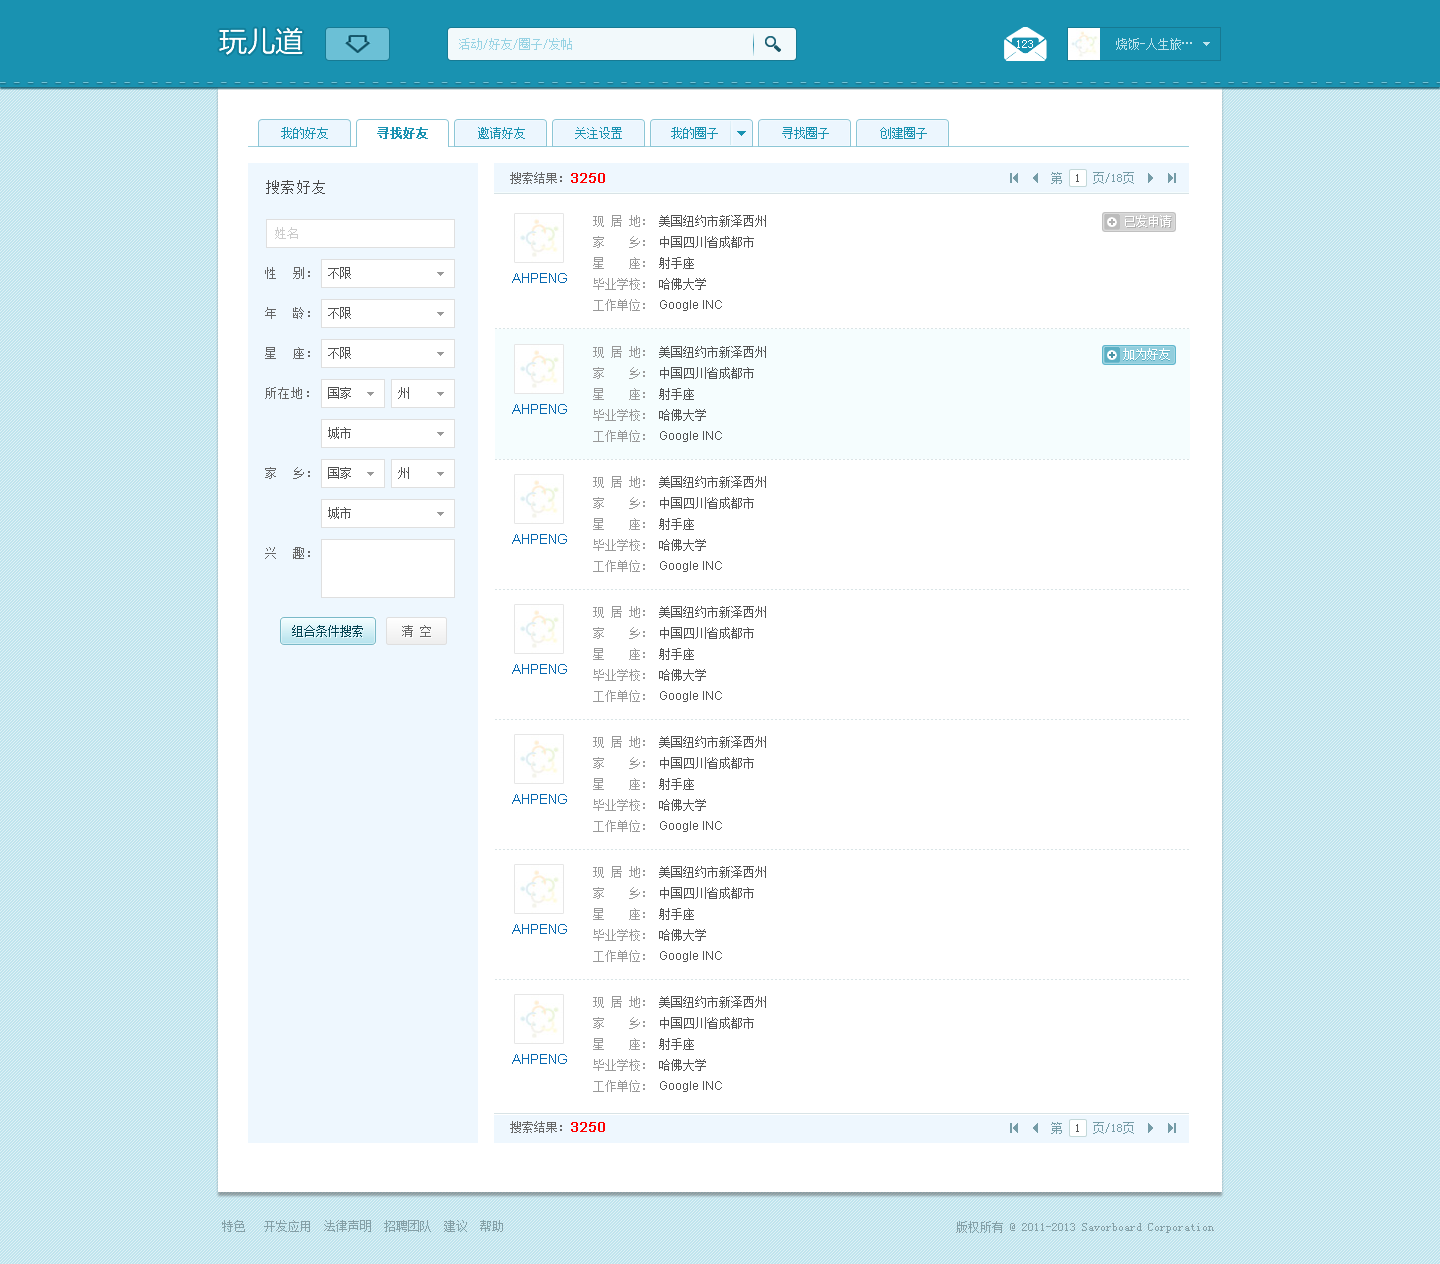 玩儿道
活动/好友/圈子/发帖
123
烧饭-人生旅…
我的好友 寻找好友 邀请好友 关注设置 我的圈子 寻找圈子 创建圈子
搜索好友
姓名
性 别： 不限
年 龄： 不限
星 座： 不限
所在地： 国家 州
城市
家 乡： 国家 州
城市
兴 趣：
组合条件搜索 清 空
搜索结果：3250 第 1 页/18页
AHPENG
现 居 地： 美国纽约市新泽西州
家 乡： 中国四川省成都市
星 座： 射手座
毕业学校： 哈佛大学
工作单位： Google INC
已发申请
AHPENG
现 居 地： 美国纽约市新泽西州
家 乡： 中国四川省成都市
星 座： 射手座
毕业学校： 哈佛大学
工作单位： Google INC
加为好友
AHPENG
现 居 地： 美国纽约市新泽西州
家 乡： 中国四川省成都市
星 座： 射手座
毕业学校： 哈佛大学
工作单位： Google INC
AHPENG
现 居 地： 美国纽约市新泽西州
家 乡： 中国四川省成都市
星 座： 射手座
毕业学校： 哈佛大学
工作单位： Google INC
AHPENG
现 居 地： 美国纽约市新泽西州
家 乡： 中国四川省成都市
星 座： 射手座
毕业学校： 哈佛大学
工作单位： Google INC
AHPENG
现 居 地： 美国纽约市新泽西州
家 乡： 中国四川省成都市
星 座： 射手座
毕业学校： 哈佛大学
工作单位： Google INC
AHPENG
现 居 地： 美国纽约市新泽西州
家 乡： 中国四川省成都市
星 座： 射手座
毕业学校： 哈佛大学
工作单位： Google INC
搜索结果：3250 第 1 页/18页
特色 开发应用 法律声明 招聘团队 建议 帮助
版权所有 @ 2011-2013 Savorboard Corporation